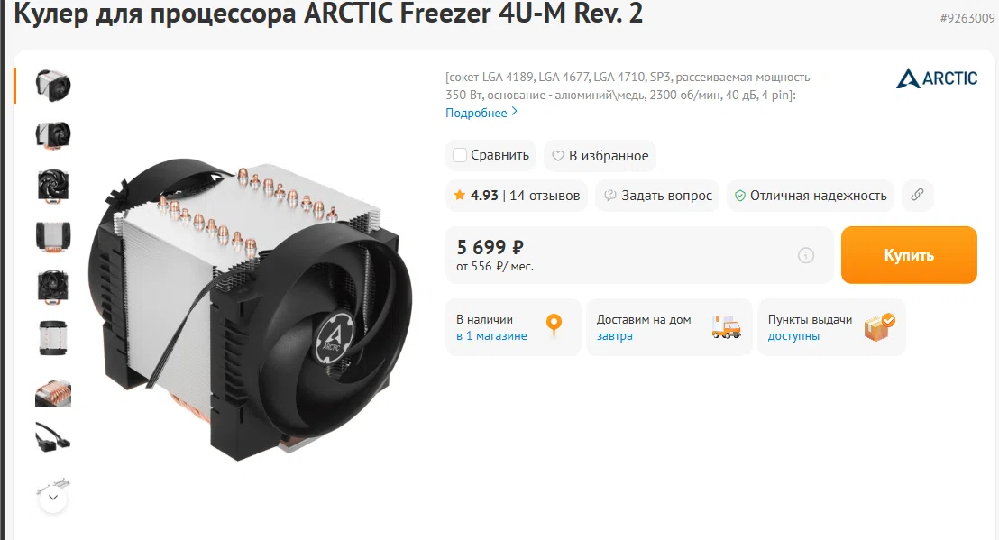 Кулер для процессора ARCTIC Freezer 4U-M Rev. 2
#9263009
[сокет LGA 4189, LGA 4677, LGA 4710, SP3, рассеиваемая мощность
350 Вт, основание - алюминий\медь, 2300 об/мин, 40 дБ, 4 pin]:
Подробнее
ARCTIC
Сравнить
В избранное
4.93 | 14 отзывов
Задать вопрос
Отличная надежность
5 699 ₽
от 556 ₽/ мес.
Купить
В наличии
в 1 магазине
Доставим на дом
завтра
Пункты выдачи
доступны
ARCTIC